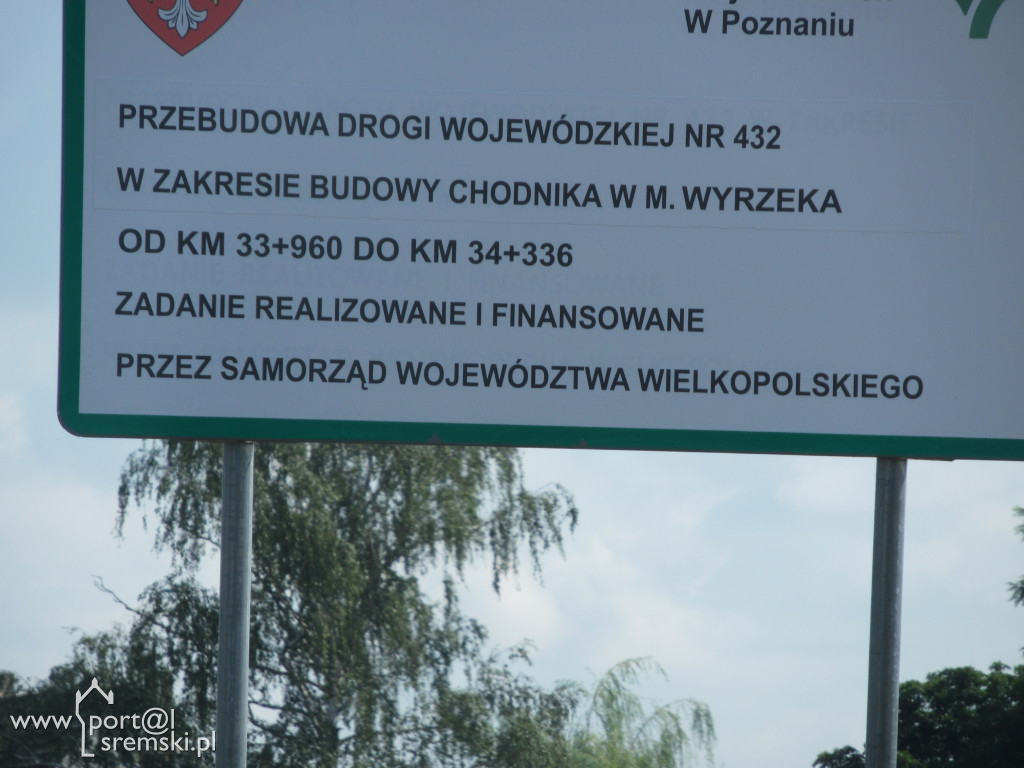 W Poznaniu
PRZEBUDOWA DROGI WOJEWÓDZKIEJ NR 432
W ZAKRESIE BUDOWY CHODNIKA W M. WYRZEKA
OD KM 33+960 DO KM 34+336
ZADANIE REALIZOWANE I FINANSOWANE
PRZEZ SAMORZĄD WOJEWÓDZTWA WIELKOPOLSKIEGO
www.port@l
sremski.pl